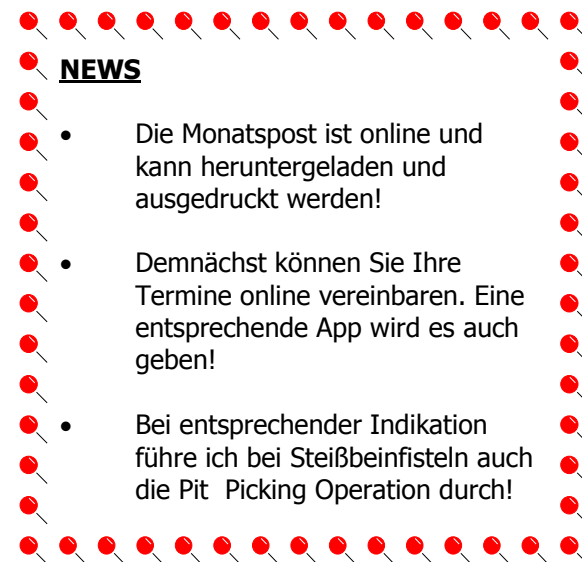 NEWS
• Die Monatspost ist online und
kann heruntergeladen und
ausgedruckt werden!
• Demnächst können Sie Ihre
Termine online vereinbaren. Eine
entsprechende App wird es auch
geben!
• Bei entsprechender Indikation
führe ich bei Steißbeinfisteln auch
die Pit  Picking Operation durch!